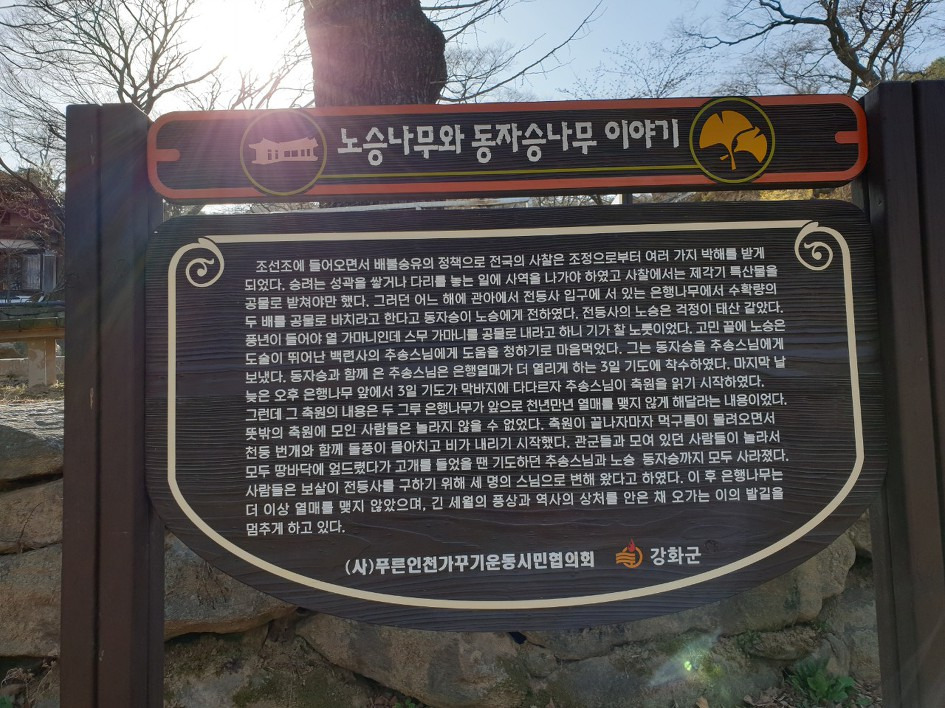 노승나무와 동자승나무 이야기
조선조에 들어오면서 배불숭유의 정책으로 전국의 사찰은 조정으로부터 여러 가지 박해를 받게
되었다. 승려는 성곽을 쌓거나 다리를 놓는 일에 사역을 나가야 하였고 사찰에서는 제각기 특산물을
공물로 받쳐야만 했다. 그러던 어느 해에 관아에서 전등사 입구에 서 있는 은행나무에서 수확량의
두 배를 공물로 바치라고 한다고 동자승이 노승에게 전하였다. 전등사의 노승은 걱정이 태산 같았다.
풍년이 들어야 열 가마니인데 스무 가마니를 공물로 내라고 하니 기가 찰 노릇이었다. 고민 끝에 노승은
도술이 뛰어난 백련사의 추송스님에게 도움을 청하기로 마음먹었다. 그는 동자승을 추송스님에게
보냈다. 동자승과 함께 온 추송스님은 은행열매가 더 열리게 하는 3일 기도에 착수하였다. 마지막 날
늦은 오후 은행나무 앞에서 3일 기도가 막바지에 다다르자 추송스님이 축원을 읽기 시작하였다.
그런데 그 축원의 내용은 두 그루 은행나무가 앞으로 천년만년 열매를 맺지 않게 해달라는 내용이었다.
뜻밖의 축원에 모인 사람들은 놀라지 않을 수 없었다. 축원이 끝나자마자 먹구름이 몰려오면서
천둥 번개와 함께 돌풍이 몰아치고 비가 내리기 시작했다. 관군들과 모여 있던 사람들이 놀라서
모두 땅바닥에 엎드렸다가 고개를 들었을 땐 기도하던 추송스님과 노승 동자승까지 모두 사라졌다.
사람들은 보살이 전등사를 구하기 위해 세 명의 스님으로 변해 왔다고 하였다. 이 후 은행나무는
더 이상 열매를 맺지 않았으며, 긴 세월의 풍상과 역사의 상처를 안은 채 오가는 이의 발길을
멈추게 하고 있다.
(사)푸른인천가꾸기운동시민협의회 강화군